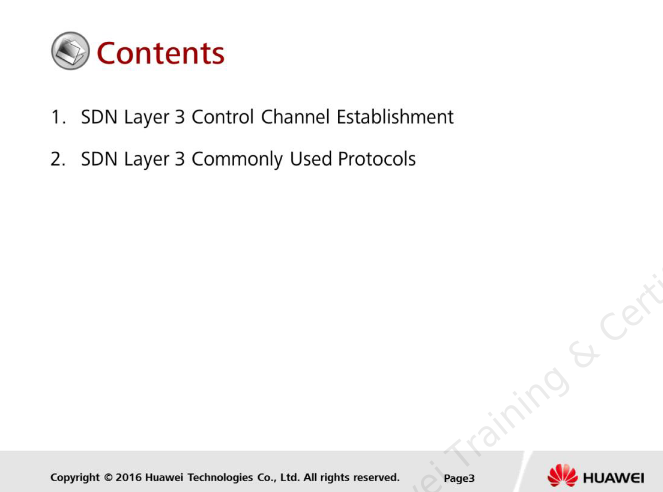 Contents
1. SDN Layer 3 Control Channel Establishment
2. SDN Layer 3 Commonly Used Protocols
Training & Certi
Copyright © 2016 Huawei Technologies Co., Ltd. All rights reserved.
Page3
HUAWEI